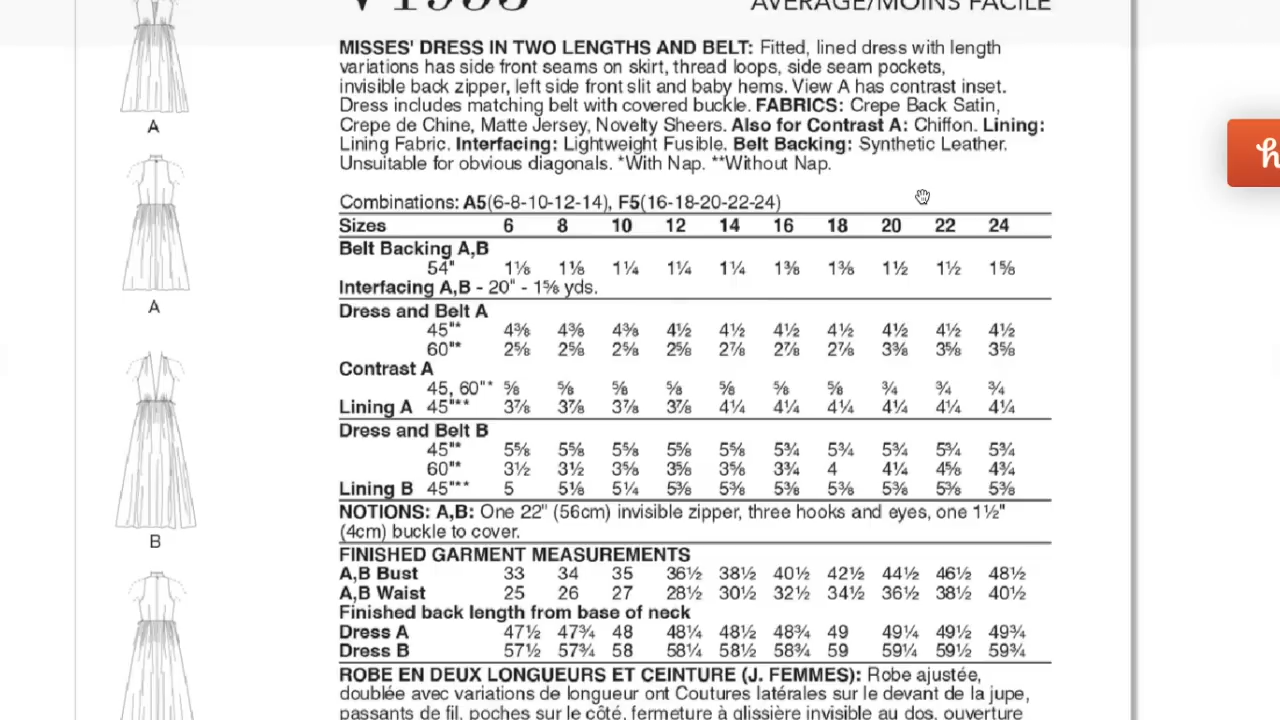 AVERAGE/MOINS FACILE
MISSES' DRESS IN TWO LENGTHS AND BELT: Fitted, lined dress with length
variations has side front seams on skirt, thread loops, side seam pockets,
invisible back zipper, left side front slit and baby hems. View A has contrast inset.
Dress includes matching belt with covered buckle. FABRICS: Crepe Back Satin,
Crepe de Chine, Matte Jersey, Novelty Sheers. Also for Contrast A: Chiffon. Lining:
Lining Fabric. Interfacing: Lightweight Fusible. Belt Backing: Synthetic Leather.
Unsuitable for obvious diagonals. *With Nap. **Without Nap.
Combinations: A5(6-8-10-12-14), F5(16-18-20-22-24)
Sizes 6 8 10 12 14 16 18 20 22 24
Belt Backing A,B
54" 1⅛ 1⅛ 1¼ 1¼ 1¼ 1⅜ 1⅜ 1½ 1½ 1⅝
Interfacing A,B - 20" - 1⅝ yds.
Dress and Belt A
45"* 4⅜ 4⅜ 4⅜ 4½ 4½ 4½ 4½ 4½ 4½ 4½
60"* 2⅝ 2⅝ 2⅝ 2⅝ 2⅞ 2⅞ 2⅞ 3⅜ 3⅝ 3⅝
Contrast A
45, 60"* ⅝ ⅝ ⅝ ⅝ ⅝ ⅝ ⅝ ¾ ¾ ¾
Lining A 45"** 3⅞ 3⅞ 3⅞ 3⅞ 4¼ 4¼ 4¼ 4¼ 4¼ 4¼
Dress and Belt B
45"* 5⅝ 5⅝ 5⅝ 5⅝ 5⅝ 5¾ 5¾ 5¾ 5¾ 5¾
60"* 3½ 3½ 3⅝ 3⅝ 3⅝ 3¾ 4 4¼ 4⅝ 4¾
Lining B 45"** 5 5⅛ 5¼ 5⅜ 5⅜ 5⅜ 5⅜ 5⅜ 5⅜ 5⅜
NOTIONS: A,B: One 22" (56cm) invisible zipper, three hooks and eyes, one 1½"
(4cm) buckle to cover.
FINISHED GARMENT MEASUREMENTS
A,B Bust 33 34 35 36½ 38½ 40½ 42½ 44½ 46½ 48½
A,B Waist 25 26 27 28½ 30½ 32½ 34½ 36½ 38½ 40½
Finished back length from base of neck
Dress A 47½ 47¾ 48 48¼ 48½ 48¾ 49 49¼ 49½ 49¾
Dress B 57½ 57¾ 58 58¼ 58½ 58¾ 59 59¼ 59½ 59¾
ROBE EN DEUX LONGUEURS ET CEINTURE (J. FEMMES): Robe ajustée,
doublée avec variations de longueur ont Coutures latérales sur le devant de la jupe,
passants de fil, poches sur le côté, fermeture à glissière invisible au dos, ouverture
A
A
B
h